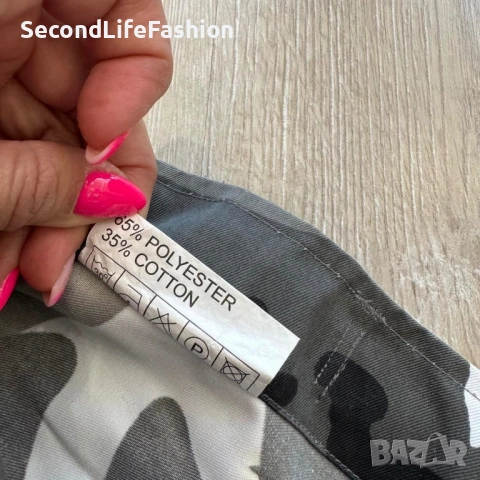 SecondLifeFashion
65% POLYESTER
35% COTTON
P
BAZAR